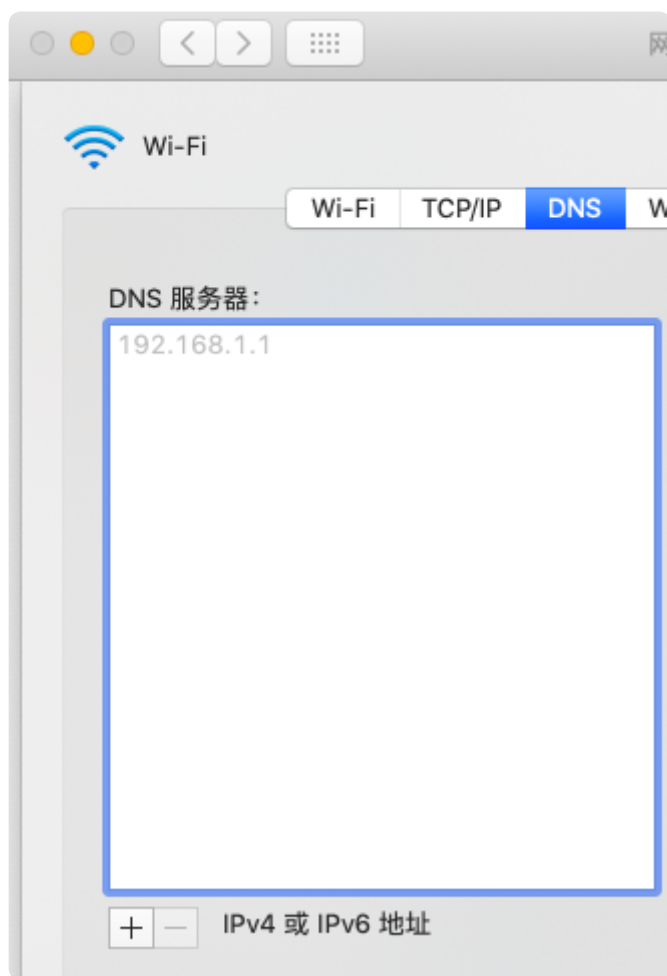 Wi-Fi
Wi-Fi TCP/IP DNS
DNS 服务器：
192.168.1.1
+ − IPv4 或 IPv6 地址